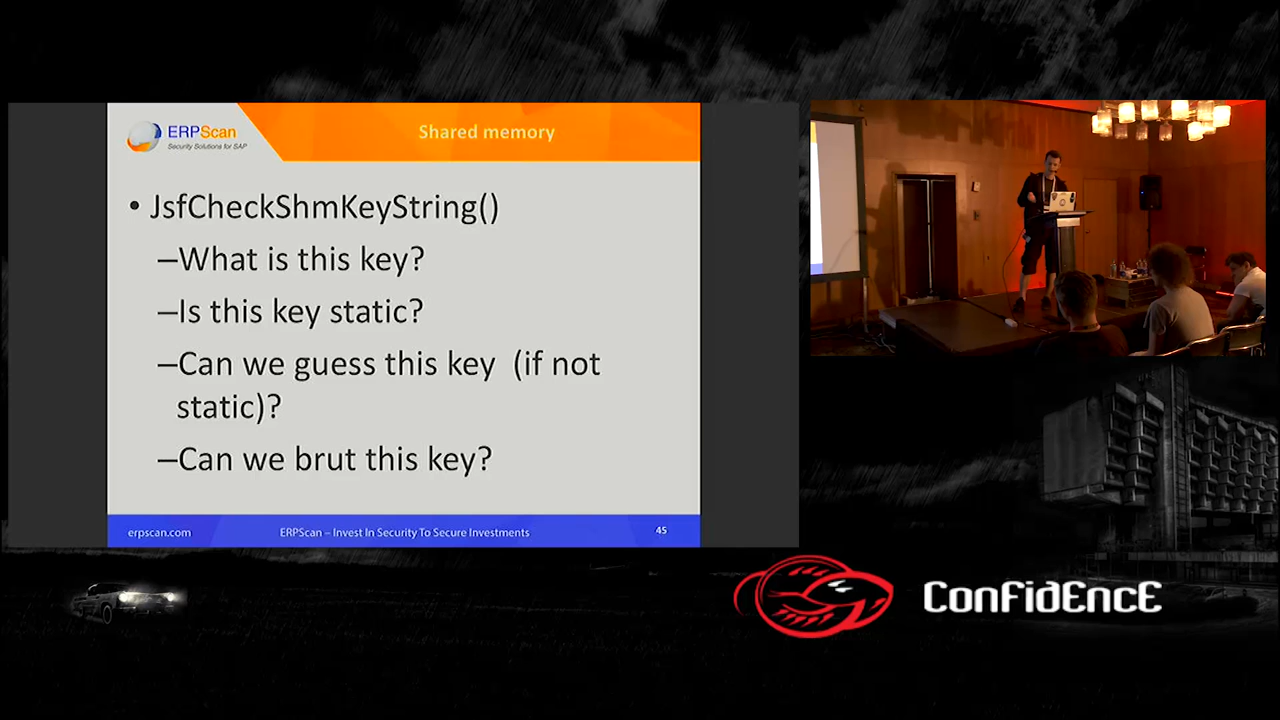 ERPScan
Security Solutions for SAP
Shared memory
• JsfCheckShmKeyString()
–What is this key?
–Is this key static?
–Can we guess this key (if not
static)?
–Can we brut this key?
erpscan.com
ERPScan – Invest In Security To Secure Investments
45
CONFIDENCE